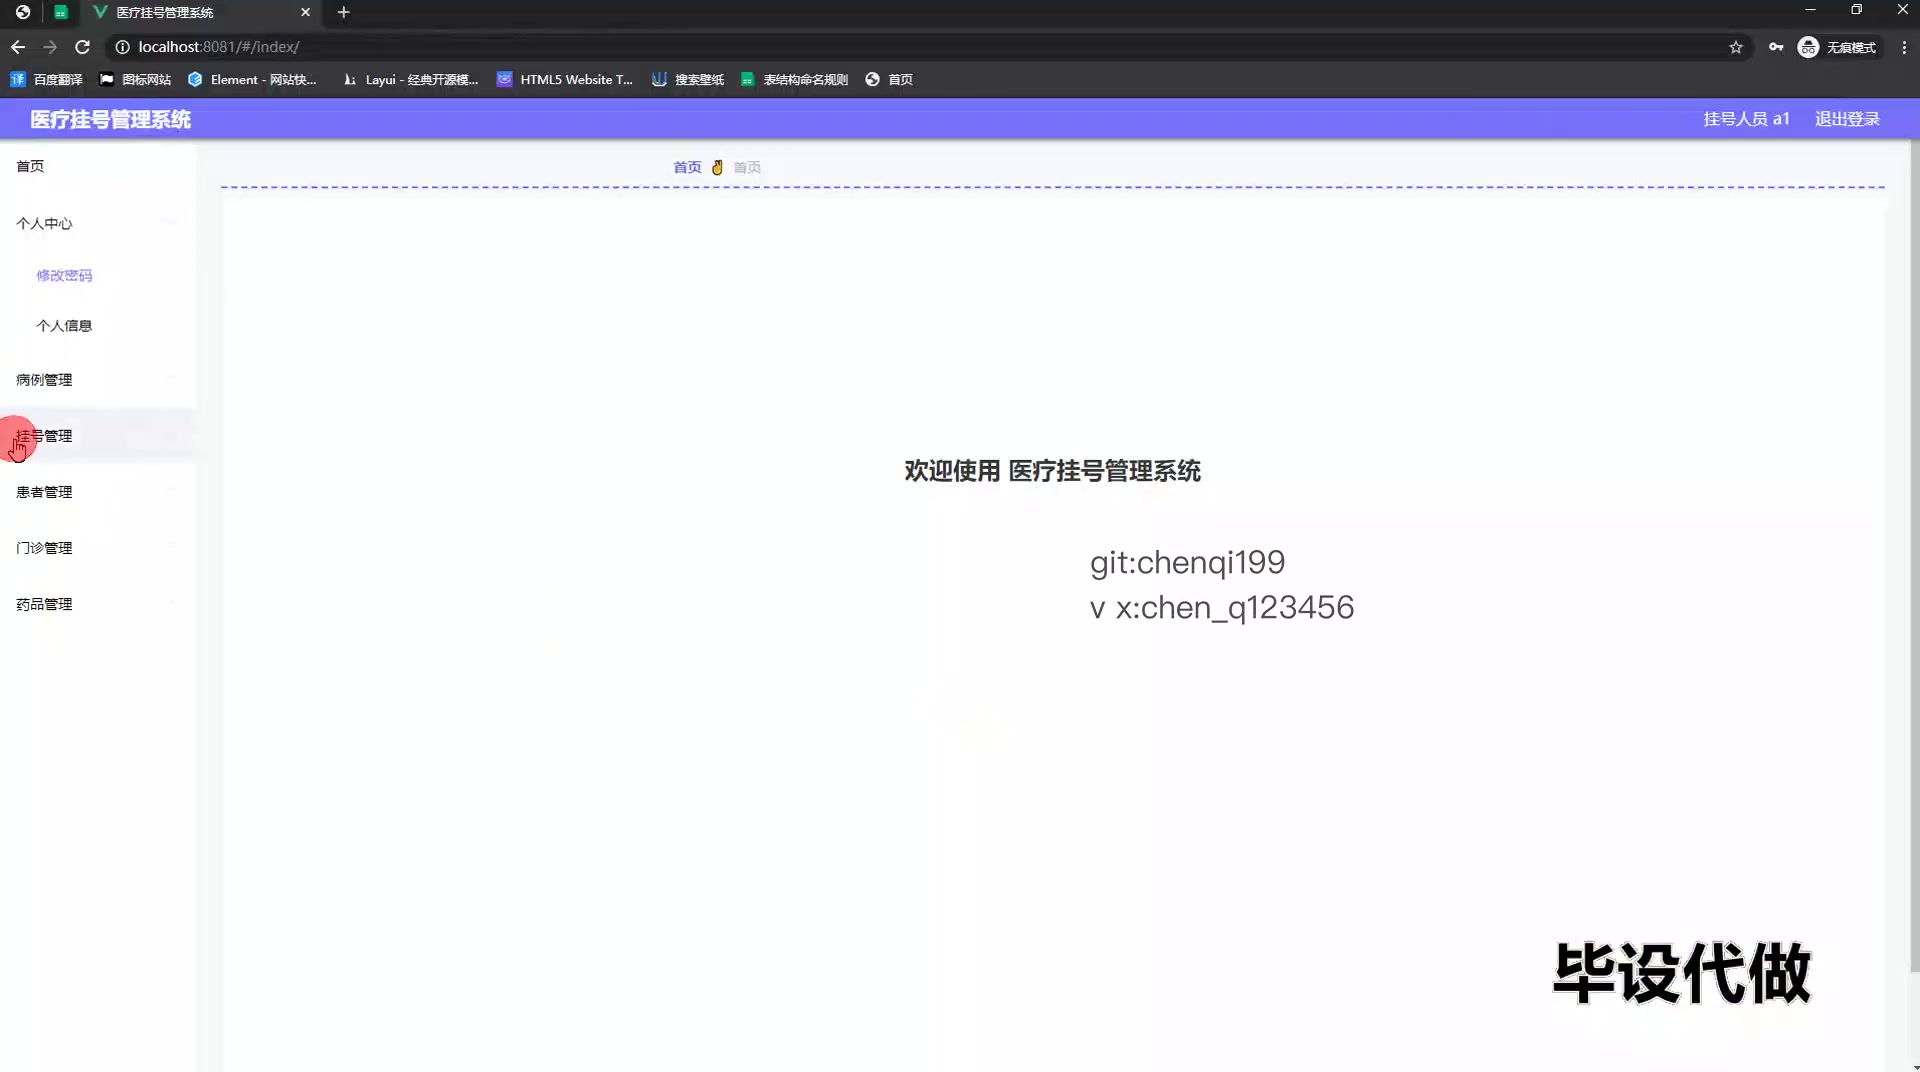 医疗挂号管理系统
localhost:8081/#/index/
无痕模式
百度翻译
图标网站
Element - 网站快...
Layui - 经典开源模...
HTML5 Website T...
搜索壁纸
表结构命名规则
首页
医疗挂号管理系统
挂号人员 a1
退出登录
首页
首页 首页
个人中心
修改密码
个人信息
病例管理
挂号管理
患者管理
门诊管理
药品管理
欢迎使用 医疗挂号管理系统
git:chenqi199
v x:chen_q123456
毕设代做